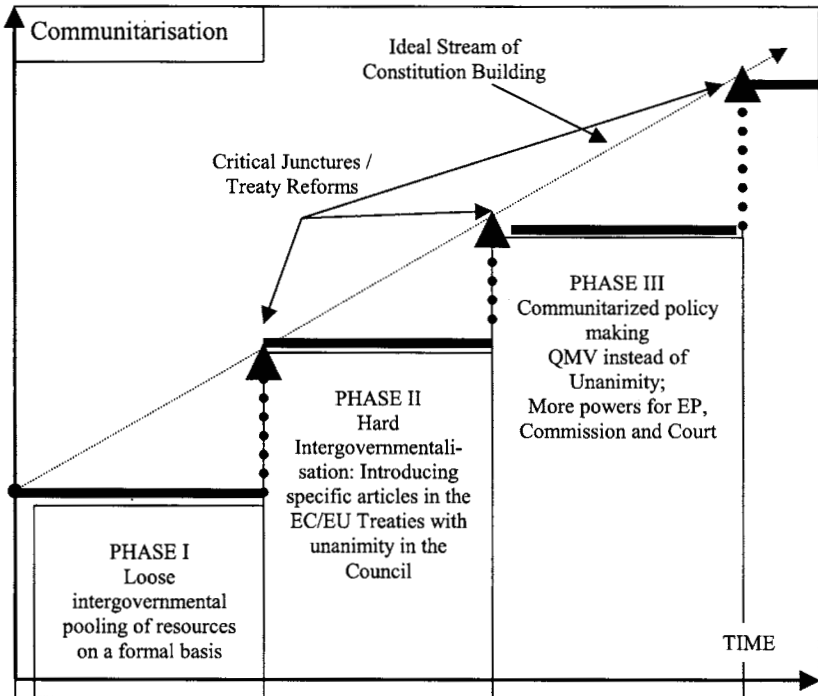 Communitarisation
Ideal Stream of
Constitution Building
Critical Junctures /
Treaty Reforms
PHASE III
Communitarized policy
making
QMV instead of
Unanimity;
More powers for EP,
Commission and Court
PHASE II
Hard
Intergovernmentali-
sation: Introducing
specific articles in the
EC/EU Treaties with
unanimity in the
Council
PHASE I
Loose
intergovernmental
pooling of resources
on a formal basis
TIME